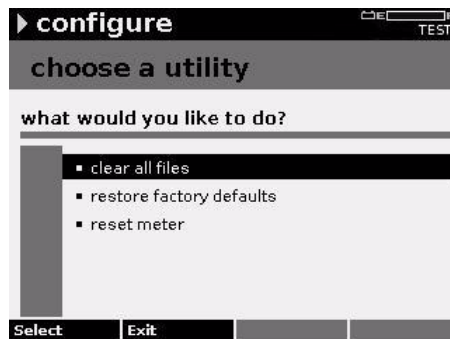 configure
TEST
choose a utility
what would you like to do?
clear all files
restore factory defaults
reset meter
Select Exit